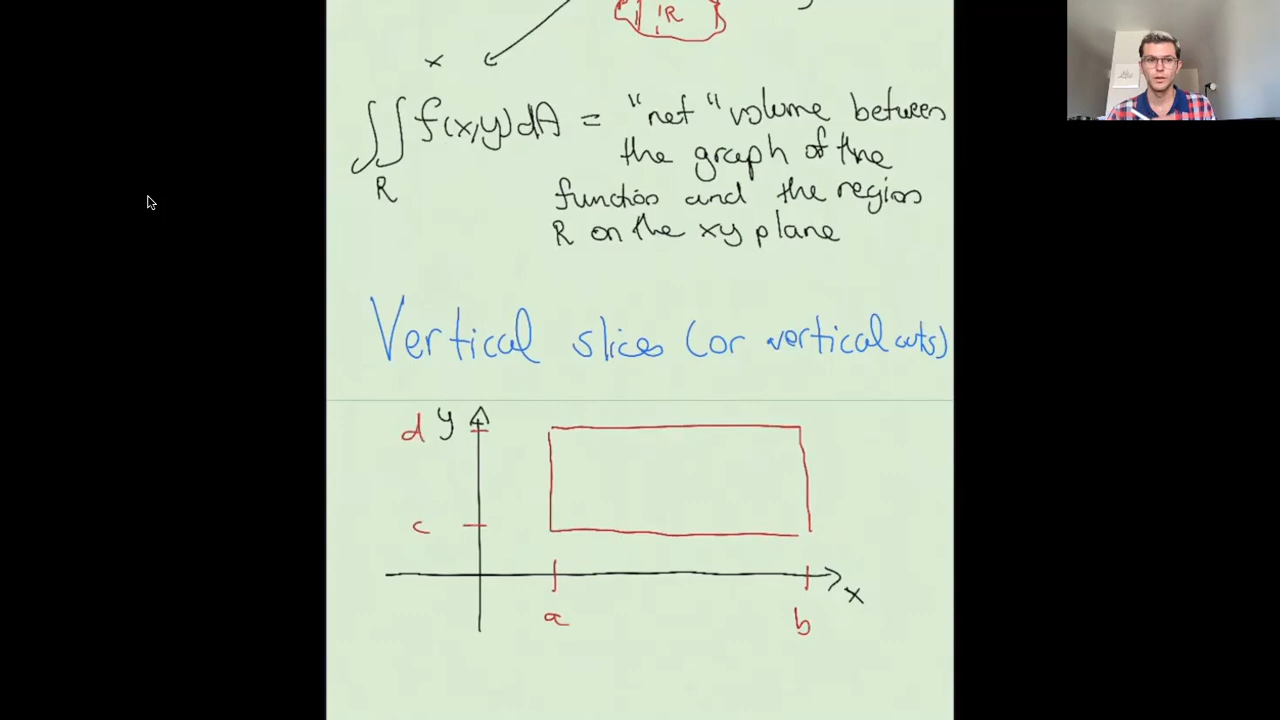 R
x
∫∫ f(x,y)dA = "net" volume between
R
the graph of the
function and the region
R on the xy plane
Vertical slices (or vertical cuts)
d y
c
x
a b